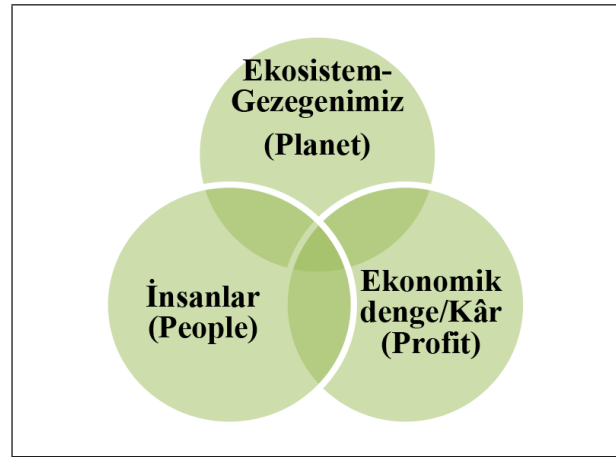 Ekosistem-
Gezegenimiz
(Planet)
İnsanlar
(People)
Ekonomik
denge/Kâr
(Profit)